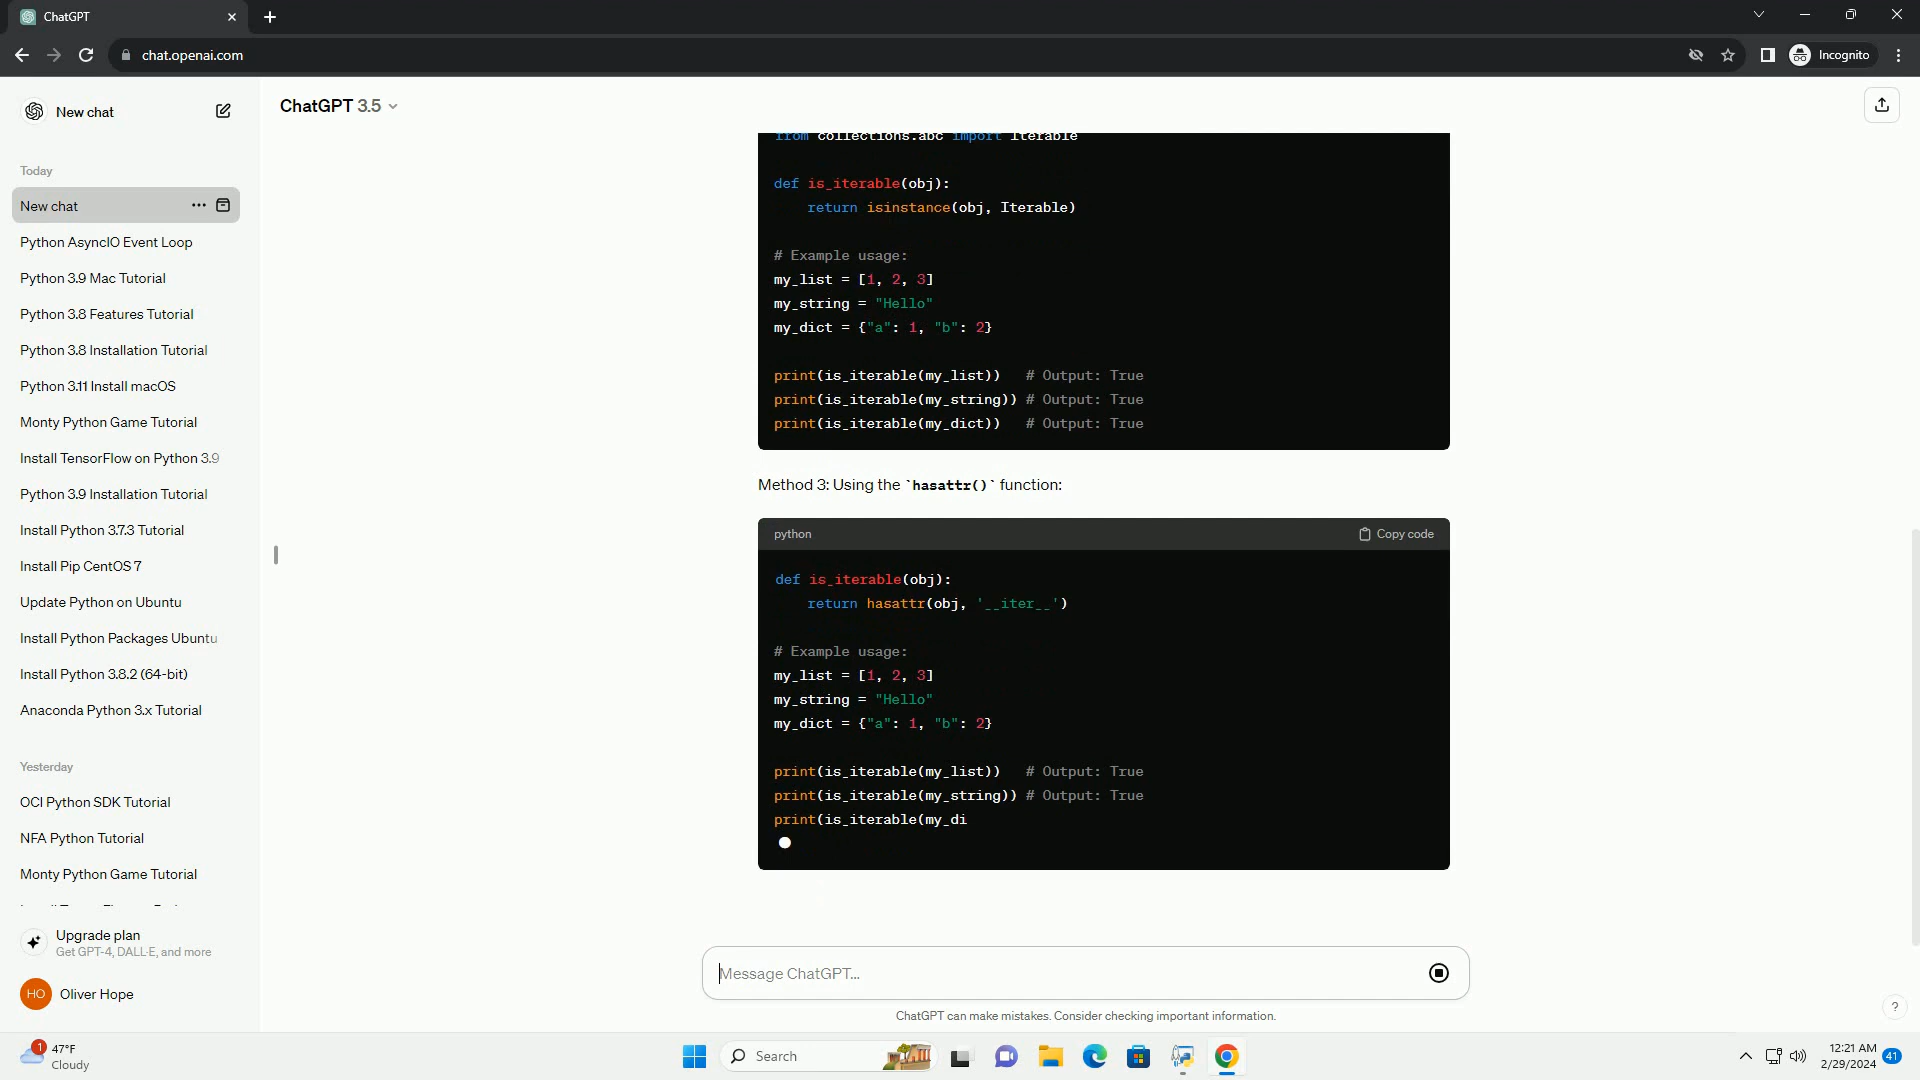 ChatGPT
chat.openai.com
Incognito
New chat
ChatGPT 3.5
Today
New chat
Python AsyncIO Event Loop
Python 3.9 Mac Tutorial
Python 3.8 Features Tutorial
Python 3.8 Installation Tutorial
Python 3.11 Install macOS
Monty Python Game Tutorial
Install TensorFlow on Python 3.9
Python 3.9 Installation Tutorial
Install Python 3.7.3 Tutorial
Install Pip CentOS 7
Update Python on Ubuntu
Install Python Packages Ubuntu
Install Python 3.8.2 (64-bit)
Anaconda Python 3.x Tutorial
Yesterday
OCI Python SDK Tutorial
NFA Python Tutorial
Monty Python Game Tutorial
Upgrade plan
Get GPT-4, DALL·E, and more
HO
Oliver Hope
from collections.abc import Iterable
def is_iterable(obj):
    return isinstance(obj, Iterable)
# Example usage:
my_list = [1, 2, 3]
my_string = "Hello"
my_dict = {"a": 1, "b": 2}
print(is_iterable(my_list))   # Output: True
print(is_iterable(my_string)) # Output: True
print(is_iterable(my_dict))   # Output: True
Method 3: Using the `hasattr()` function:
python
Copy code
def is_iterable(obj):
    return hasattr(obj, '__iter__')
# Example usage:
my_list = [1, 2, 3]
my_string = "Hello"
my_dict = {"a": 1, "b": 2}
print(is_iterable(my_list))   # Output: True
print(is_iterable(my_string)) # Output: True
print(is_iterable(my_di
Message ChatGPT...
ChatGPT can make mistakes. Consider checking important information.
?
1
47°F
Cloudy
Search
12:21 AM
2/29/2024
41